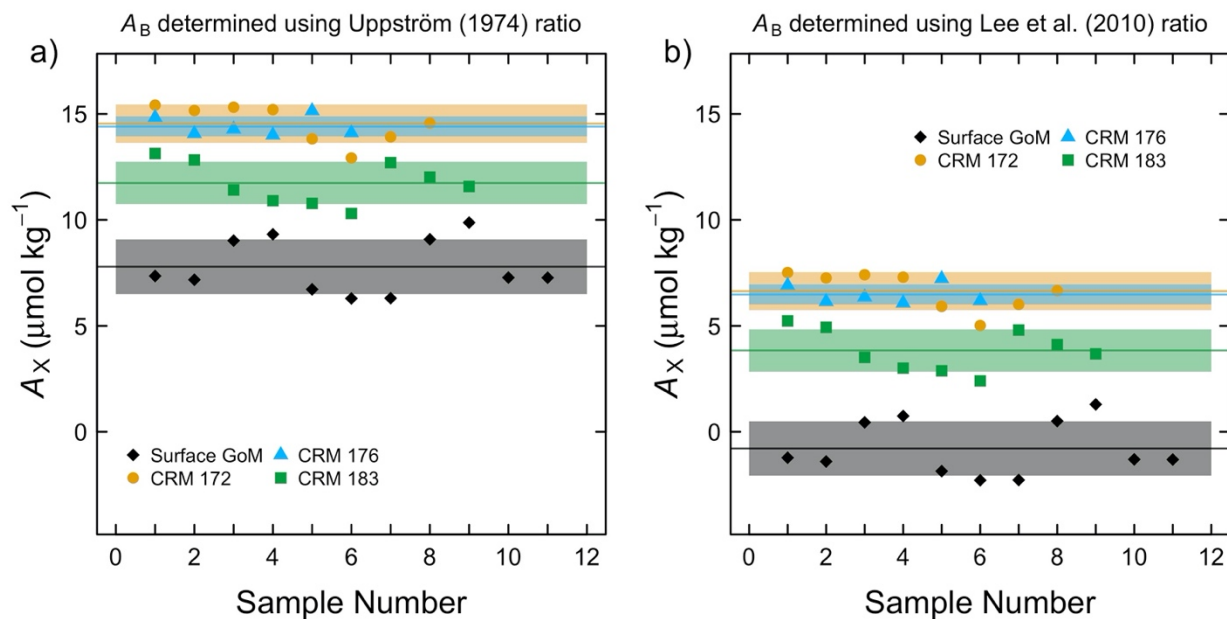 A_B determined using Uppström (1974) ratio
a)
15
10
5
0
A_X (μmol kg⁻¹)
Surface GoM
CRM 172
CRM 176
CRM 183
0 2 4 6 8 10 12
Sample Number
A_B determined using Lee et al. (2010) ratio
b)
15
10
5
0
A_X (μmol kg⁻¹)
Surface GoM
CRM 172
CRM 176
CRM 183
0 2 4 6 8 10 12
Sample Number